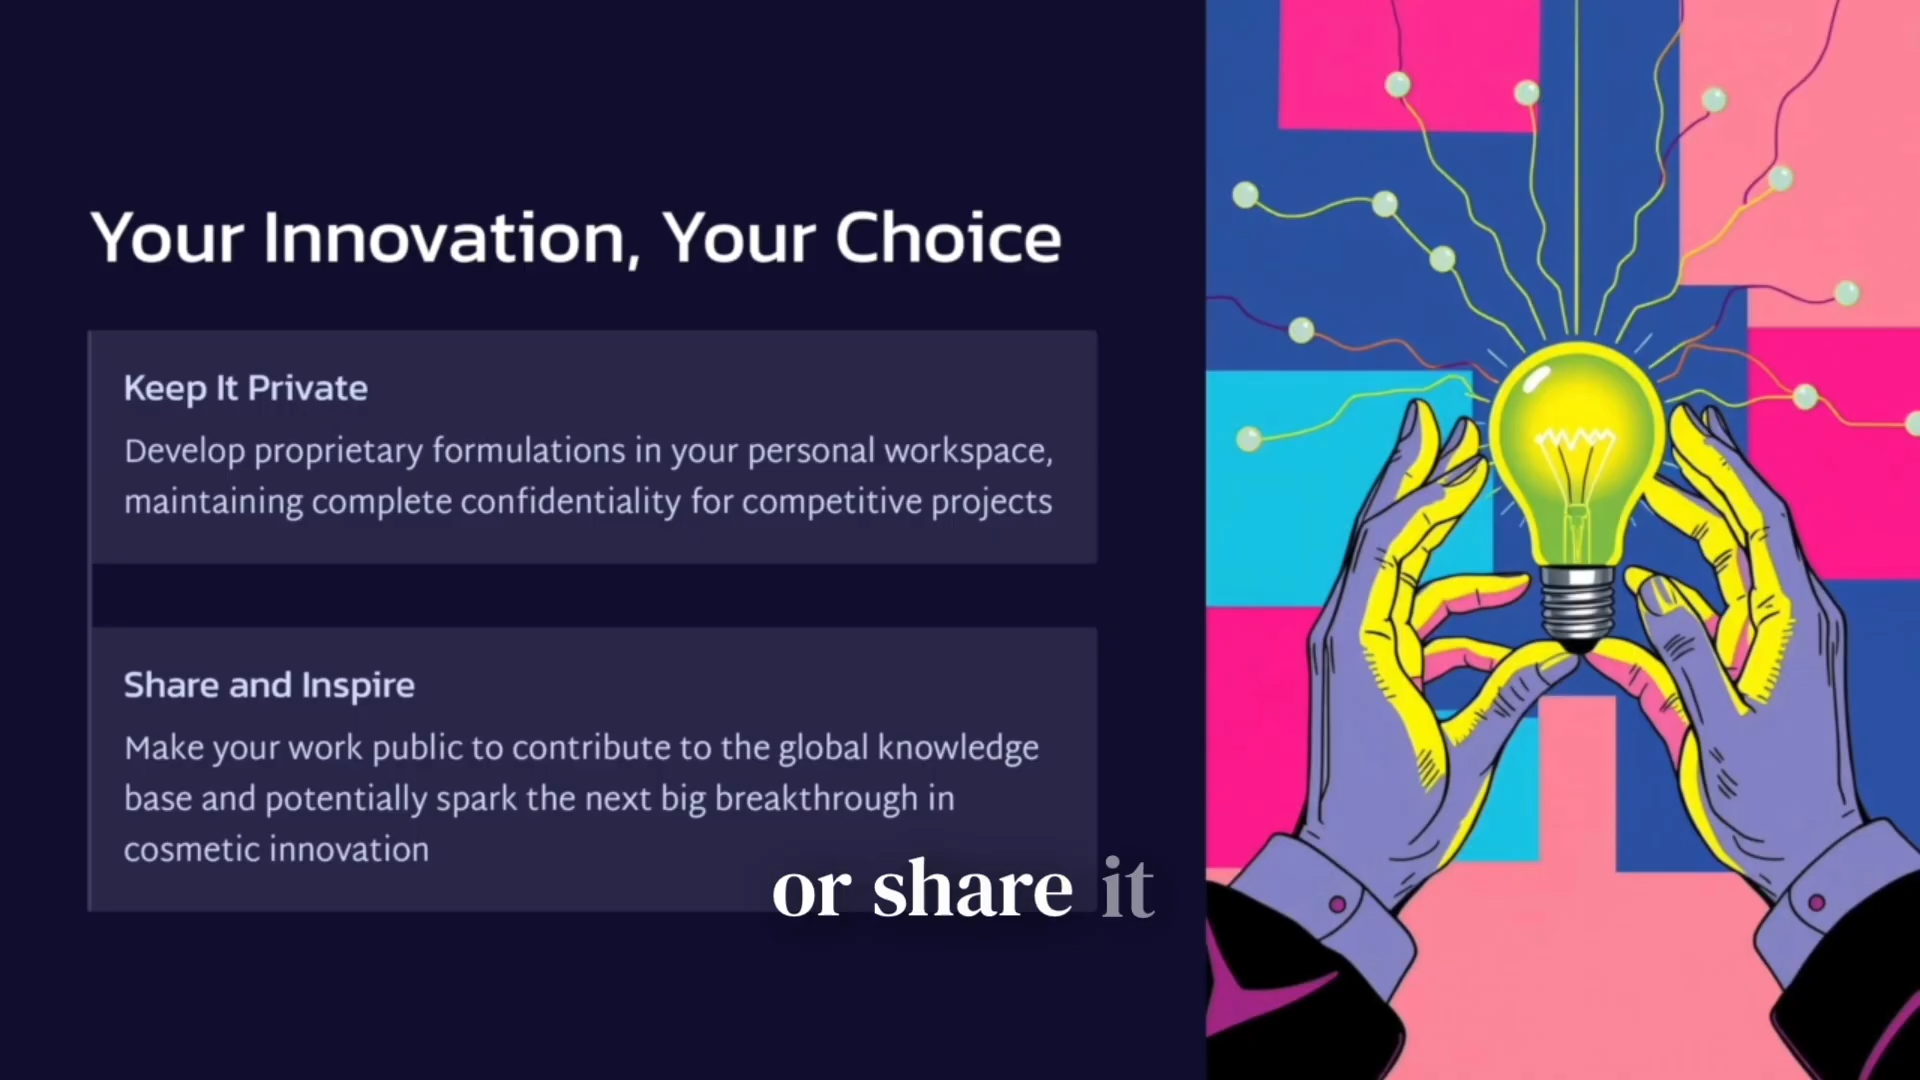 Your Innovation, Your Choice
Keep It Private
Develop proprietary formulations in your personal workspace,
maintaining complete confidentiality for competitive projects
Share and Inspire
Make your work public to contribute to the global knowledge
base and potentially spark the next big breakthrough in
cosmetic innovation
or share it